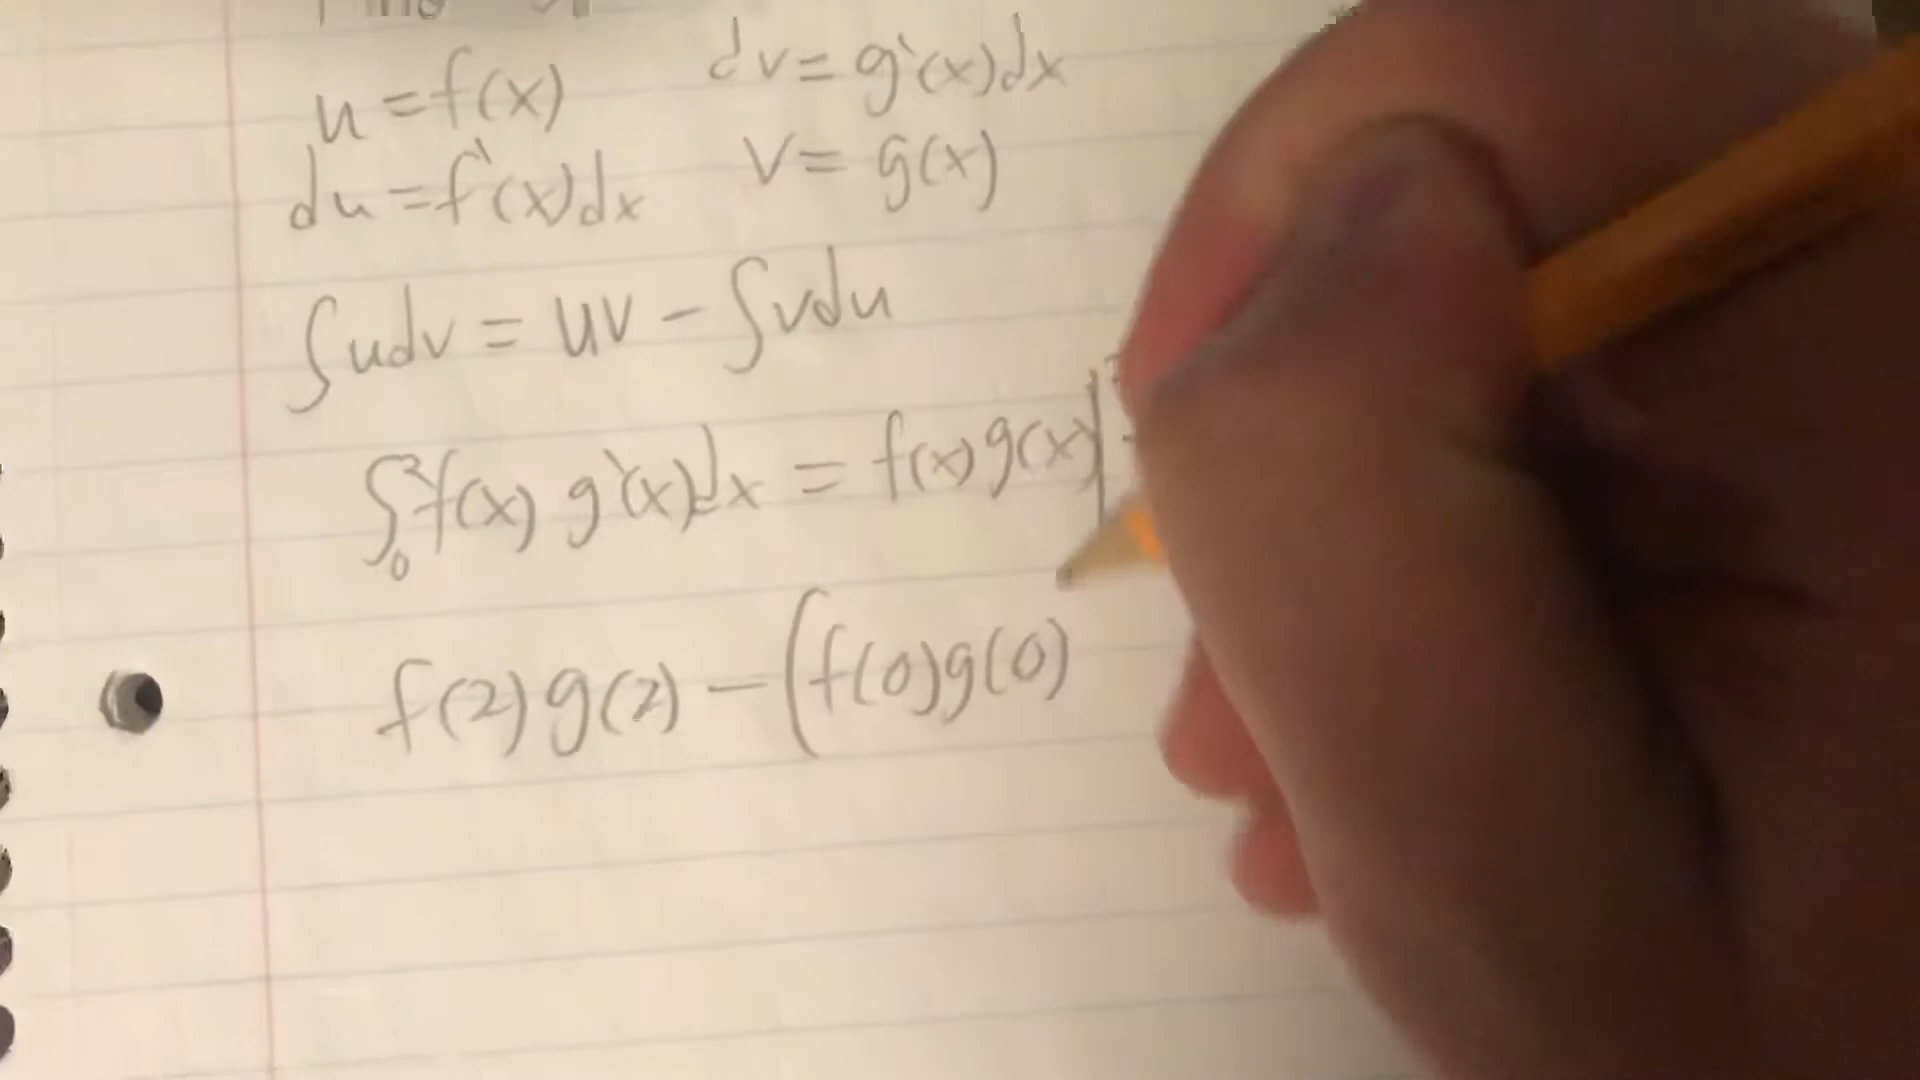 u = f(x) dv = g'(x)dx
du = f'(x)dx v = g(x)
∫udv = uv - ∫vdu
∫₀² f(x) g'(x)dx = f(x)g(x)|
f(2)g(2) - (f(0)g(0)